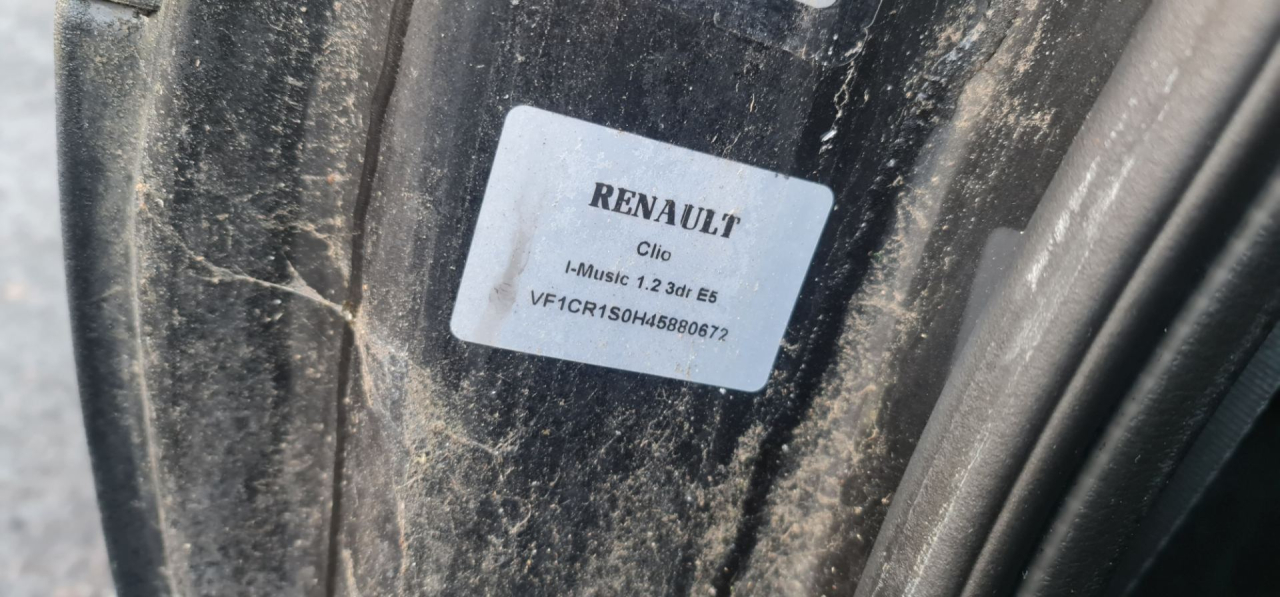 RENAULT
Clio
I-Music 1.2 3dr E5
VF1CR1S0H45880672